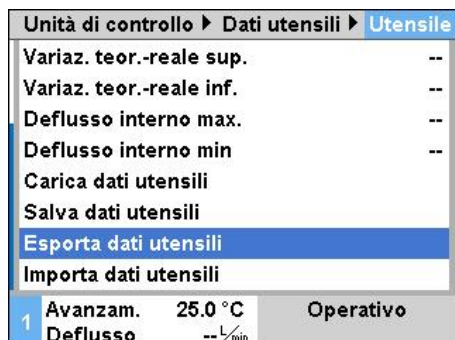 Unità di controllo ▶ Dati utensili ▶ Utensile
Variaz. teor.-reale sup. --
Variaz. teor.-reale inf. --
Deflusso interno max. --
Deflusso interno min --
Carica dati utensili
Salva dati utensili
Esporta dati utensili
Importa dati utensili
1 Avanzam. 25.0 °C Operativo
Deflusso -- L/min